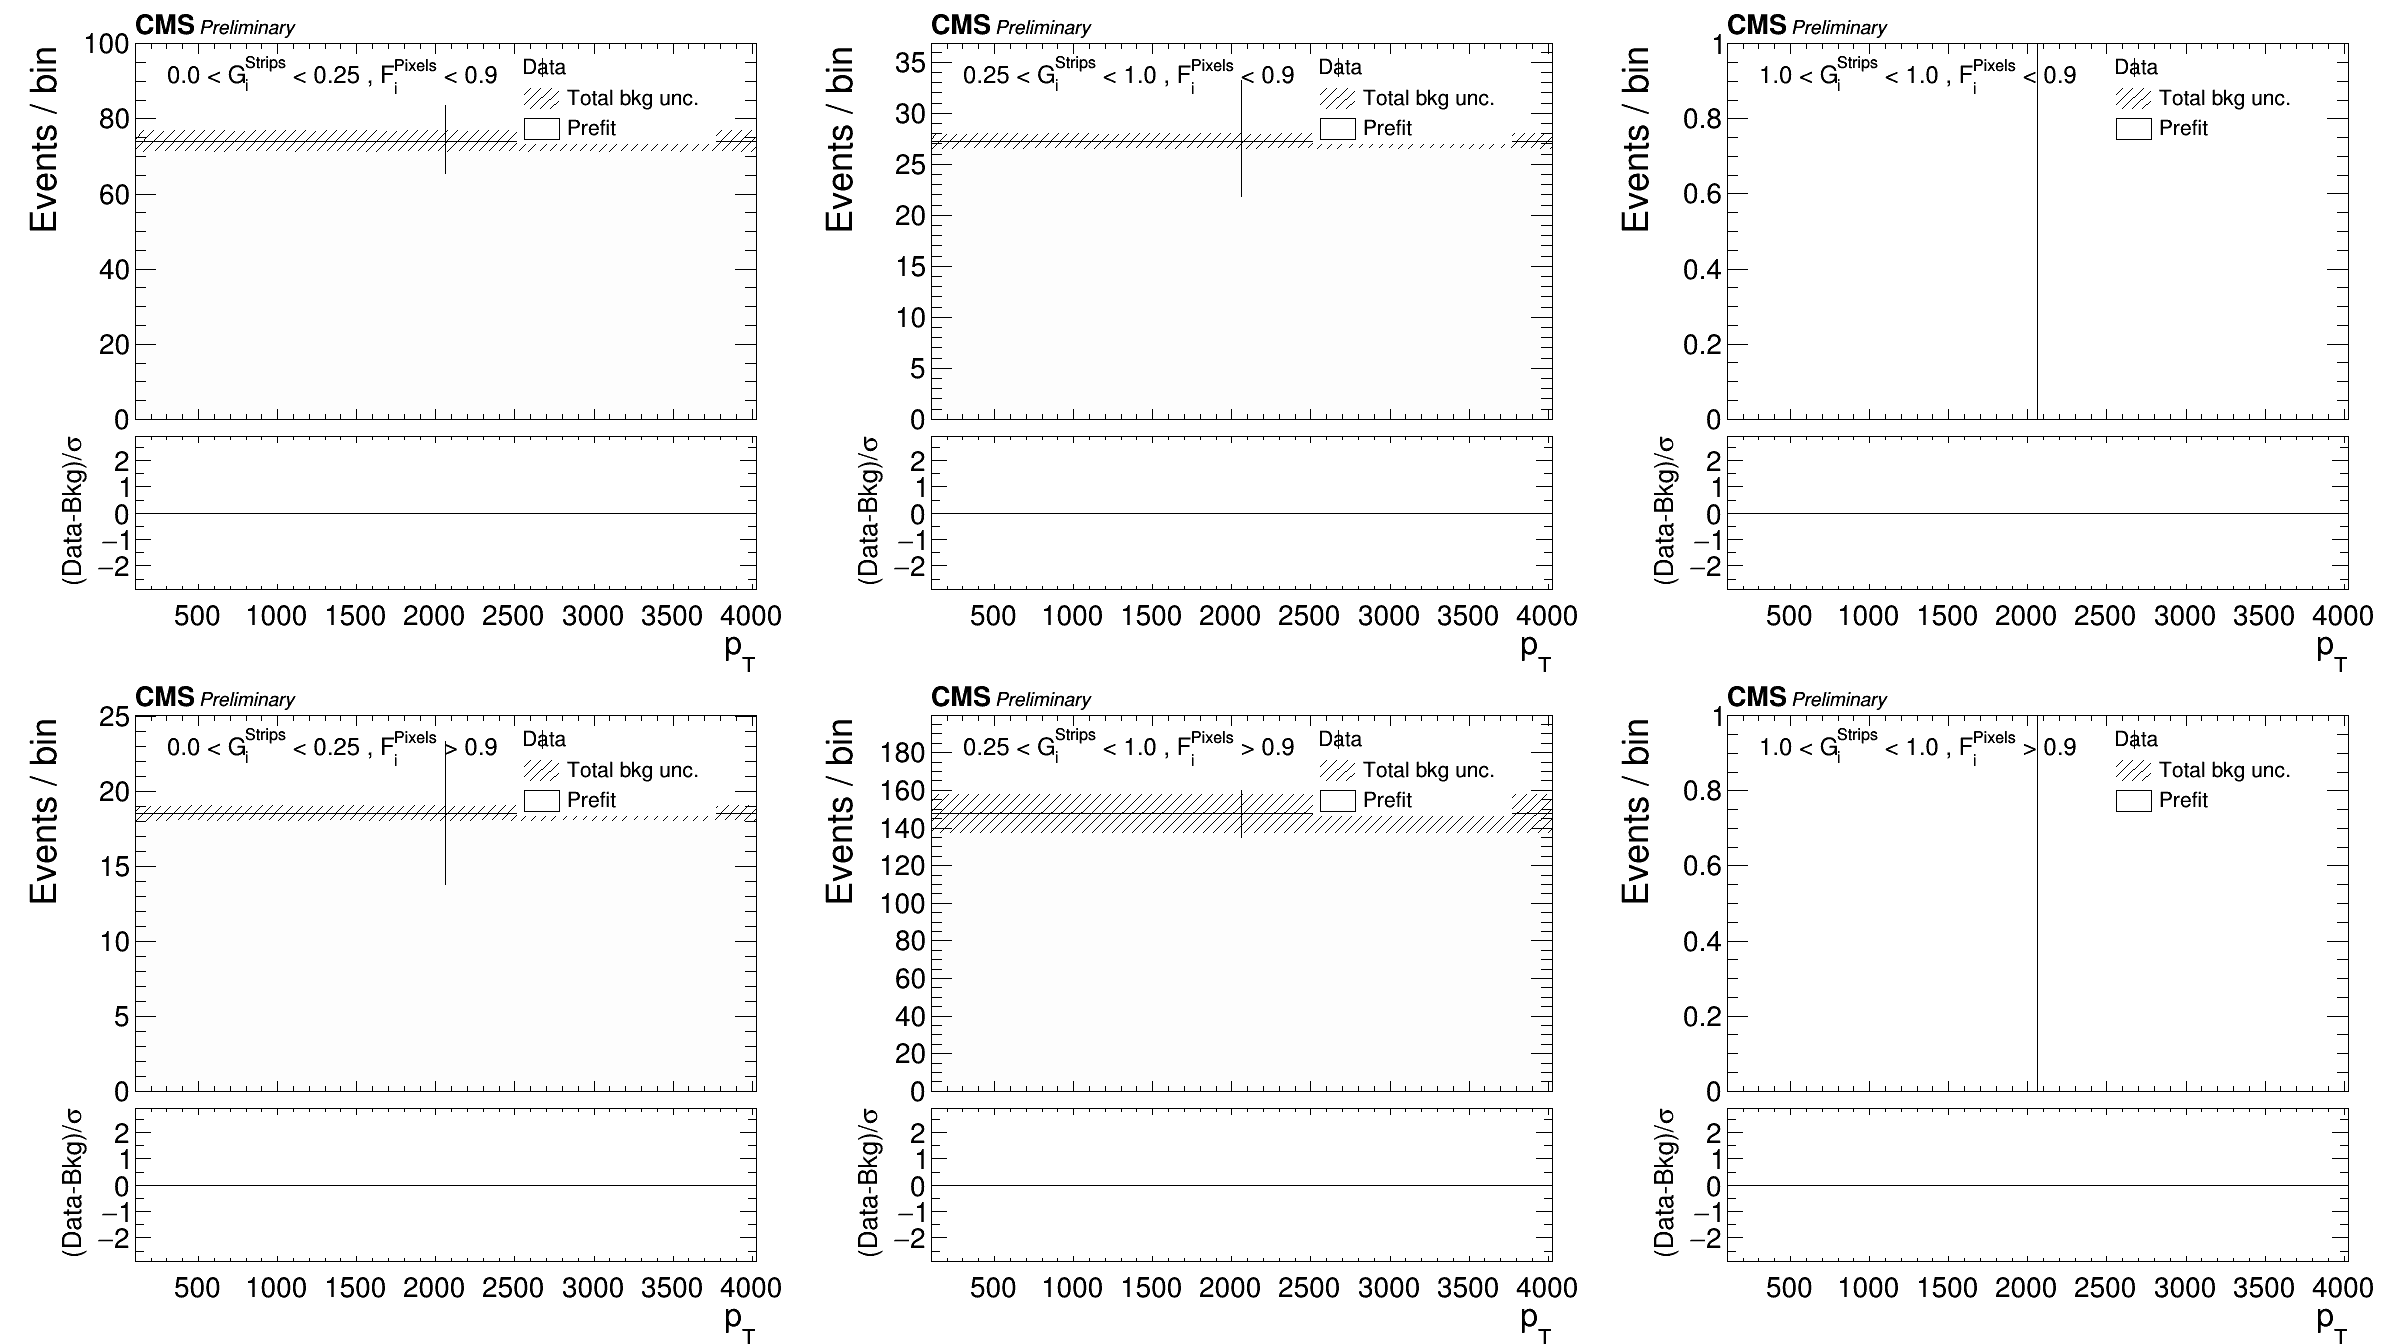 CMS Preliminary
Events / bin
0.0 < G_i^Strips < 0.25 , F_i^Pixels < 0.9
Data
Total bkg unc.
Prefit
100
80
60
40
20
0
(Data-Bkg)/σ
2
1
0
−1
−2
500 1000 1500 2000 2500 3000 3500 4000
p_T
CMS Preliminary
Events / bin
0.25 < G_i^Strips < 1.0 , F_i^Pixels < 0.9
Data
Total bkg unc.
Prefit
35
30
25
20
15
10
5
0
(Data-Bkg)/σ
2
1
0
−1
−2
500 1000 1500 2000 2500 3000 3500 4000
p_T
CMS Preliminary
Events / bin
1.0 < G_i^Strips < 1.0 , F_i^Pixels < 0.9
Data
Total bkg unc.
Prefit
1
0.8
0.6
0.4
0.2
0
(Data-Bkg)/σ
2
1
0
−1
−2
500 1000 1500 2000 2500 3000 3500 4000
p_T
CMS Preliminary
Events / bin
0.0 < G_i^Strips < 0.25 , F_i^Pixels > 0.9
Data
Total bkg unc.
Prefit
25
20
15
10
5
0
(Data-Bkg)/σ
2
1
0
−1
−2
500 1000 1500 2000 2500 3000 3500 4000
p_T
CMS Preliminary
Events / bin
0.25 < G_i^Strips < 1.0 , F_i^Pixels > 0.9
Data
Total bkg unc.
Prefit
180
160
140
120
100
80
60
40
20
0
(Data-Bkg)/σ
2
1
0
−1
−2
500 1000 1500 2000 2500 3000 3500 4000
p_T
CMS Preliminary
Events / bin
1.0 < G_i^Strips < 1.0 , F_i^Pixels > 0.9
Data
Total bkg unc.
Prefit
1
0.8
0.6
0.4
0.2
0
(Data-Bkg)/σ
2
1
0
−1
−2
500 1000 1500 2000 2500 3000 3500 4000
p_T